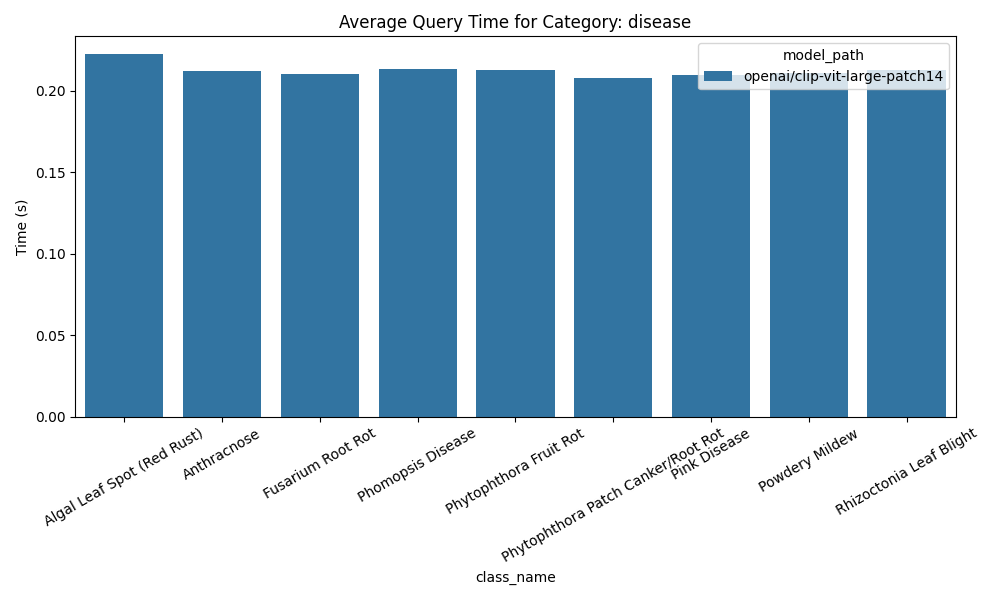 Average Query Time for Category: disease
model_path
openai/clip-vit-large-patch14
Time (s)
0.20
0.15
0.10
0.05
0.00
Algal Leaf Spot (Red Rust)
Anthracnose
Fusarium Root Rot
Phomopsis Disease
Phytophthora Fruit Rot
Phytophthora Patch Canker/Root Rot
Pink Disease
Powdery Mildew
Rhizoctonia Leaf Blight
class_name